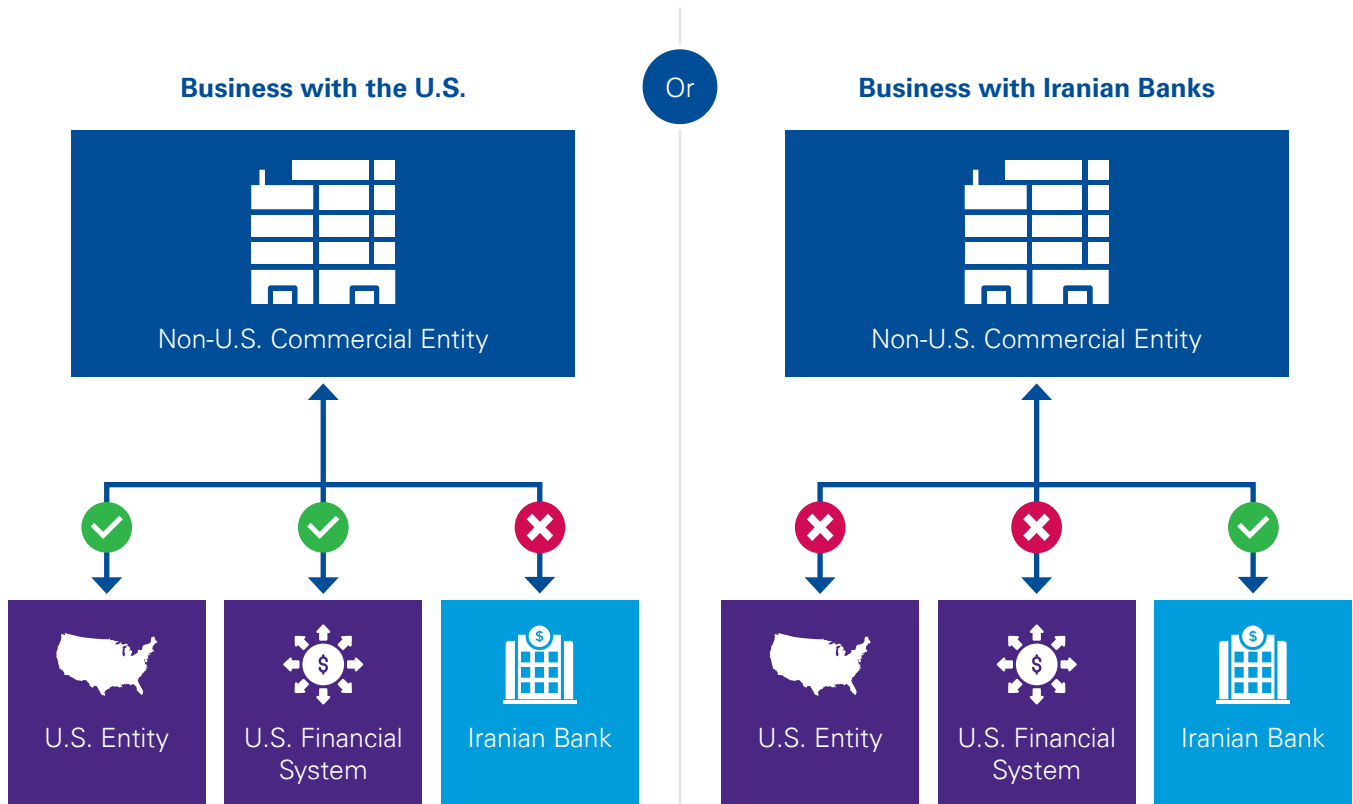 Business with the U.S.
Or
Business with Iranian Banks
Non-U.S. Commercial Entity
Non-U.S. Commercial Entity
U.S. Entity
$
U.S. Financial
System
$
Iranian Bank
U.S. Entity
$
U.S. Financial
System
$
Iranian Bank